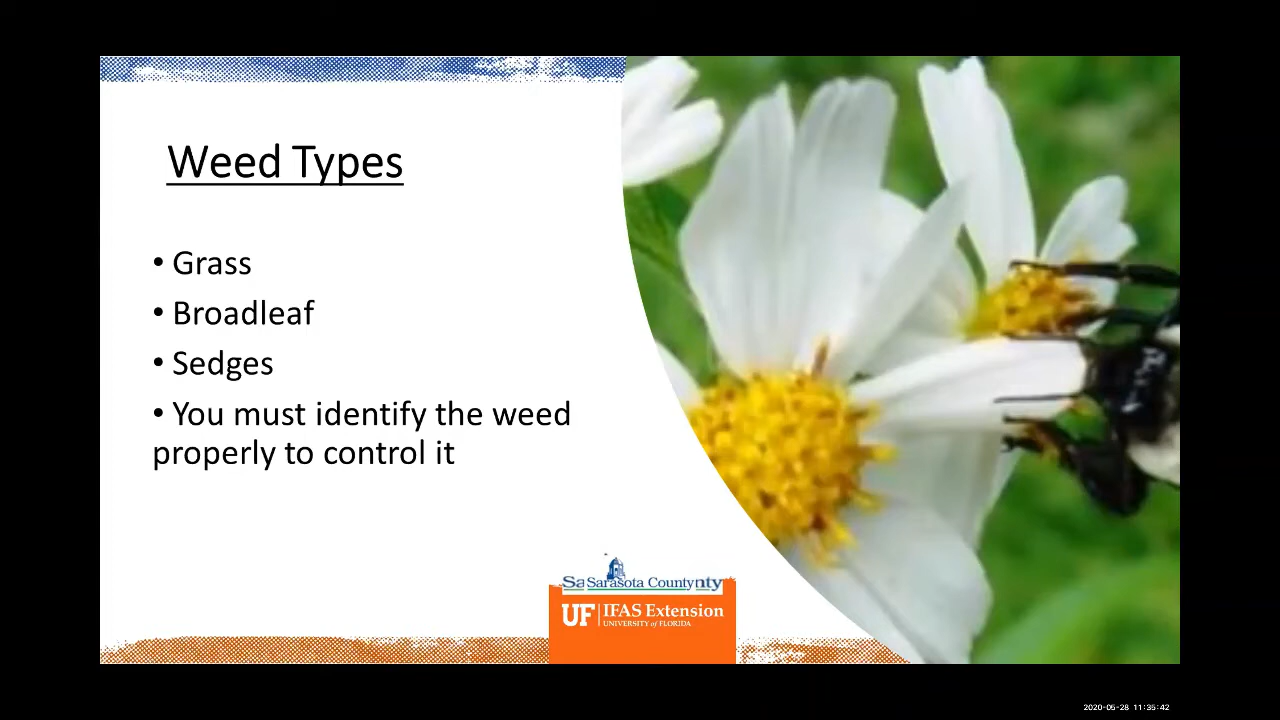 Weed Types
• Grass
• Broadleaf
• Sedges
• You must identify the weed
properly to control it
Sarasota County
UF IFAS Extension
UNIVERSITY of FLORIDA
2020-05-28 11:35:42